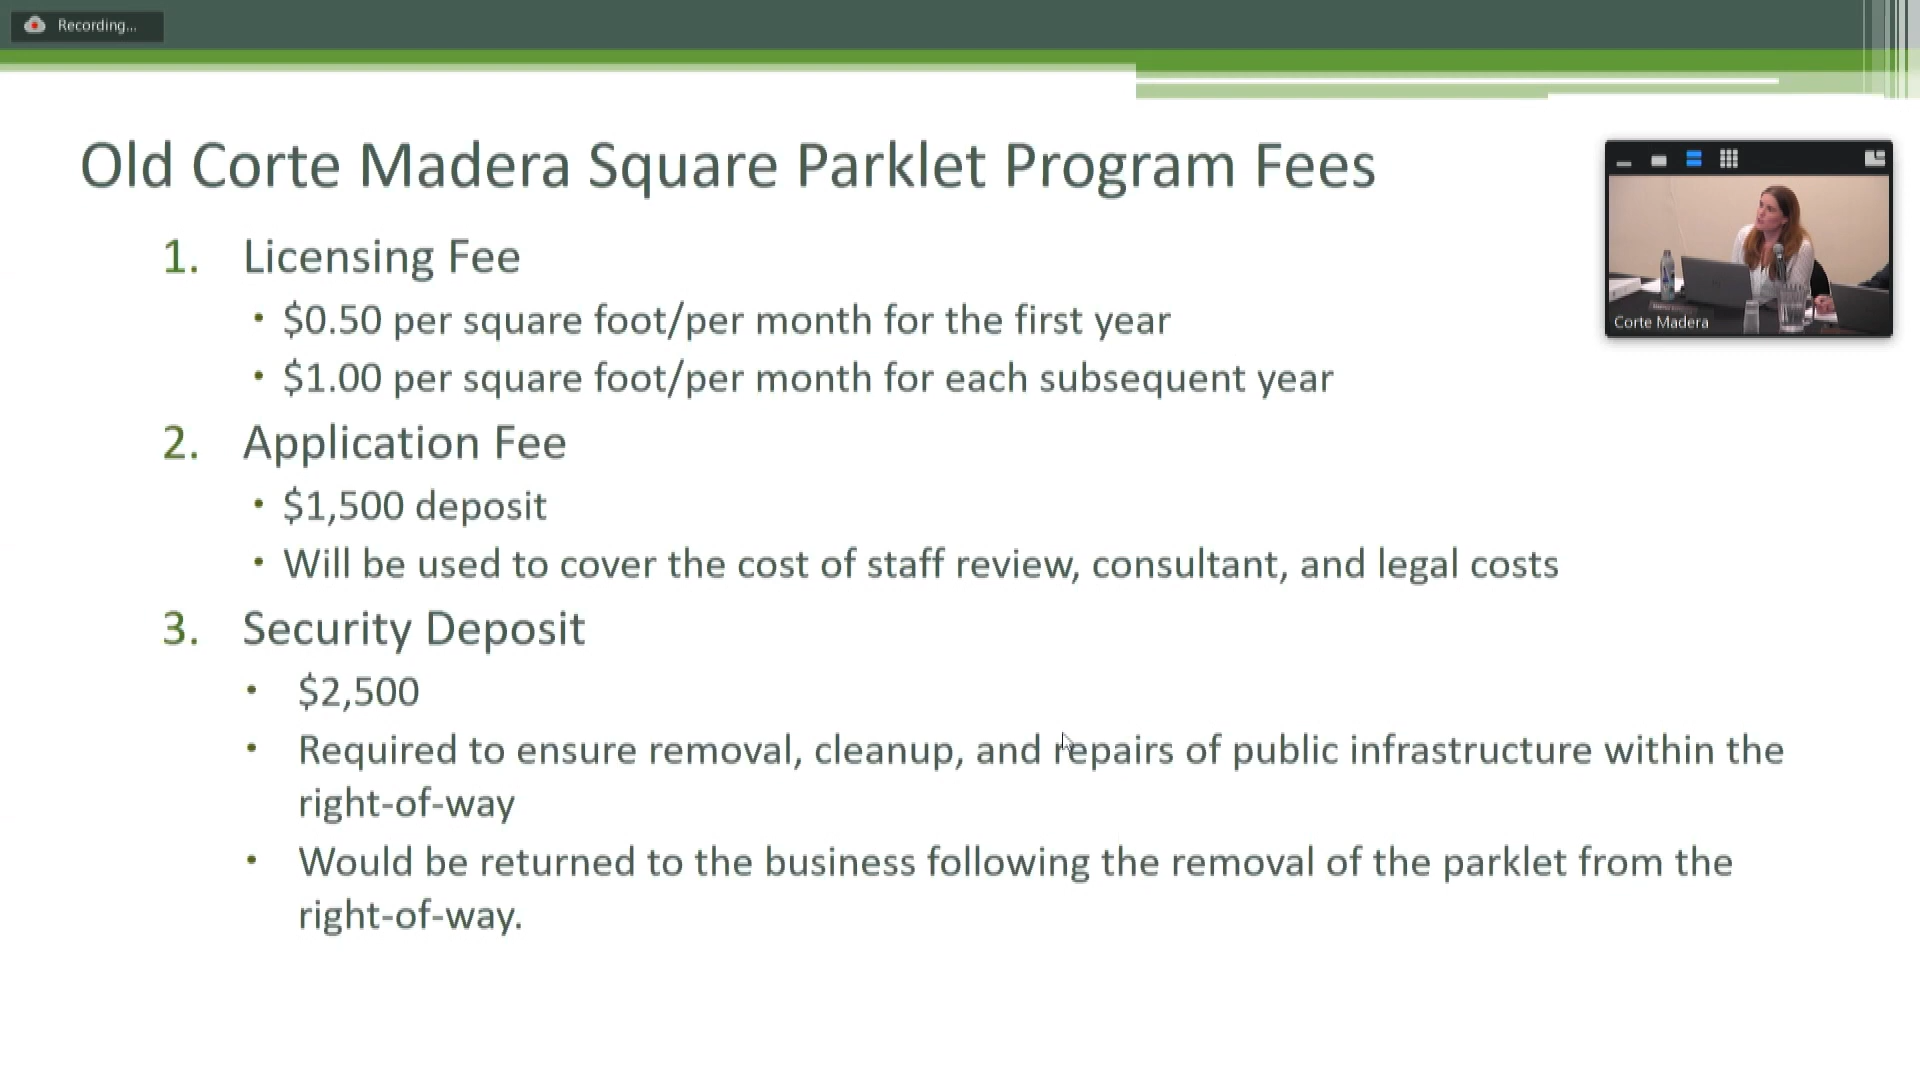 Recording...
Old Corte Madera Square Parklet Program Fees
1. Licensing Fee
• $0.50 per square foot/per month for the first year
• $1.00 per square foot/per month for each subsequent year
2. Application Fee
• $1,500 deposit
• Will be used to cover the cost of staff review, consultant, and legal costs
3. Security Deposit
• $2,500
• Required to ensure removal, cleanup, and repairs of public infrastructure within the
right-of-way
• Would be returned to the business following the removal of the parklet from the
right-of-way.
Corte Madera